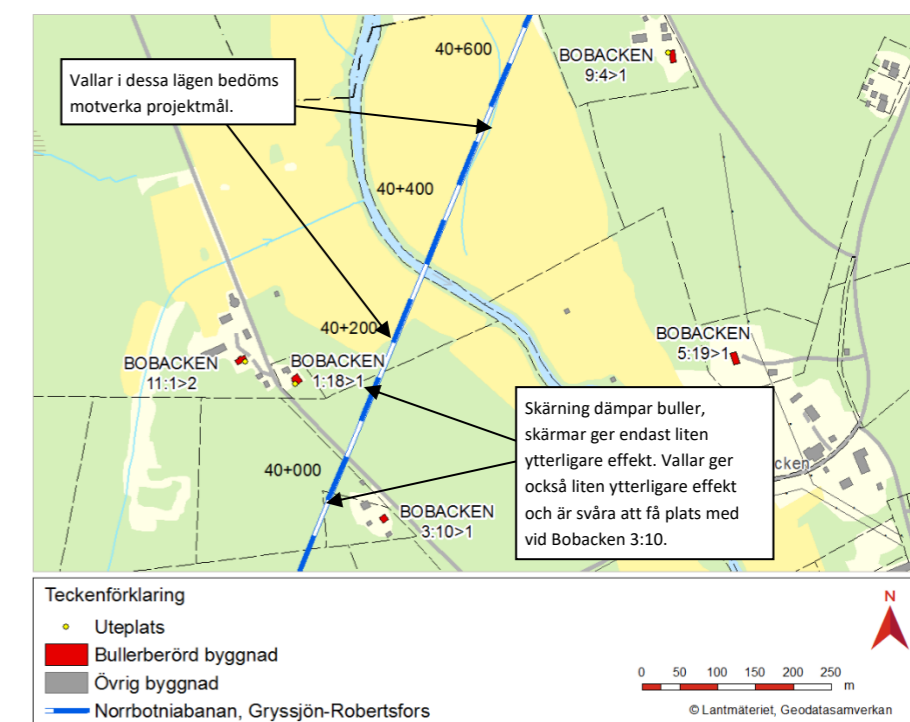 40+600
BOBACKEN
9:4>1
Vallar i dessa lägen bedöms
motverka projektmål.
40+400
40+200
BOBACKEN
11:1>2
BOBACKEN
1:18>1
BOBACKEN
5:19>1
Skärning dämpar buller,
skärmar ger endast liten
ytterligare effekt. Vallar ger
också liten ytterligare effekt
och är svåra att få plats med
vid Bobacken 3:10.
cken
40+000
BOBACKEN
3:10>1
Teckenförklaring
Uteplats
Bullerberörd byggnad
Övrig byggnad
Norrbotniabanan, Gryssjön-Robertsfors
N
0 50 100 150 200 250
m
© Lantmäteriet, Geodatasamverkan